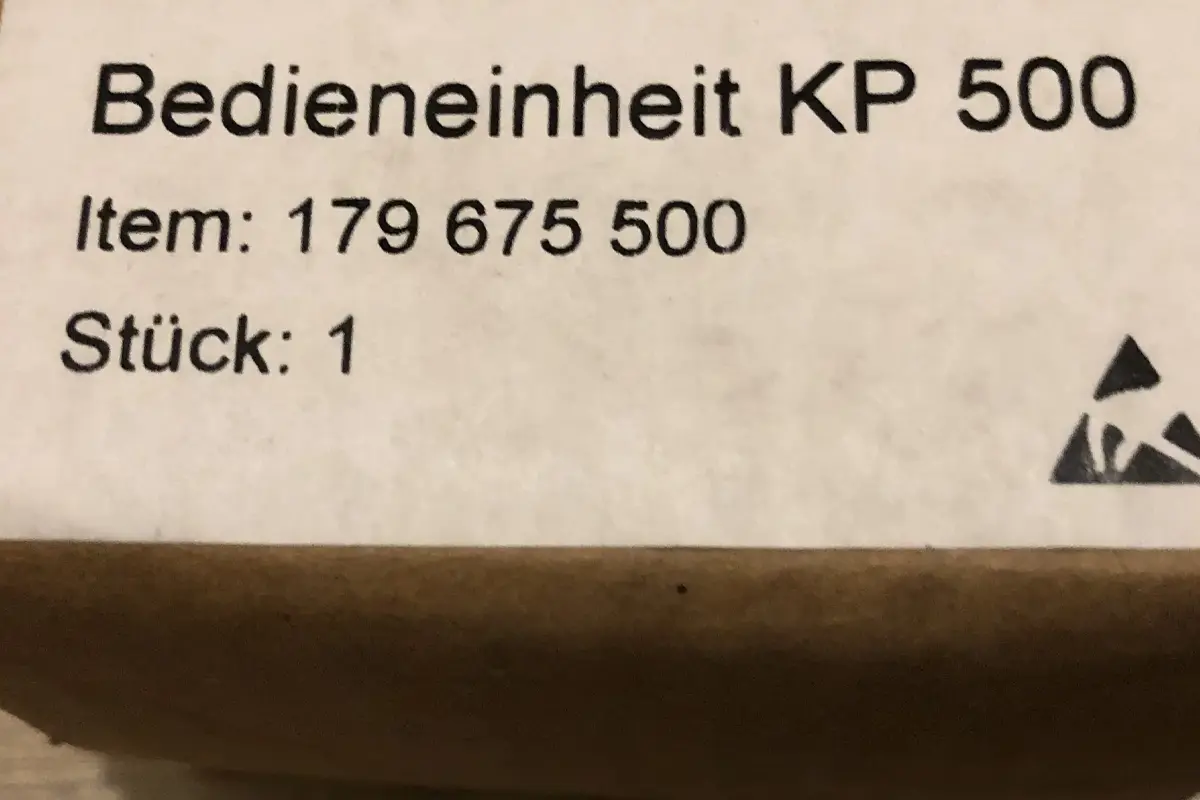 Bedieneinheit KP 500
Item: 179 675 500
Stück: 1